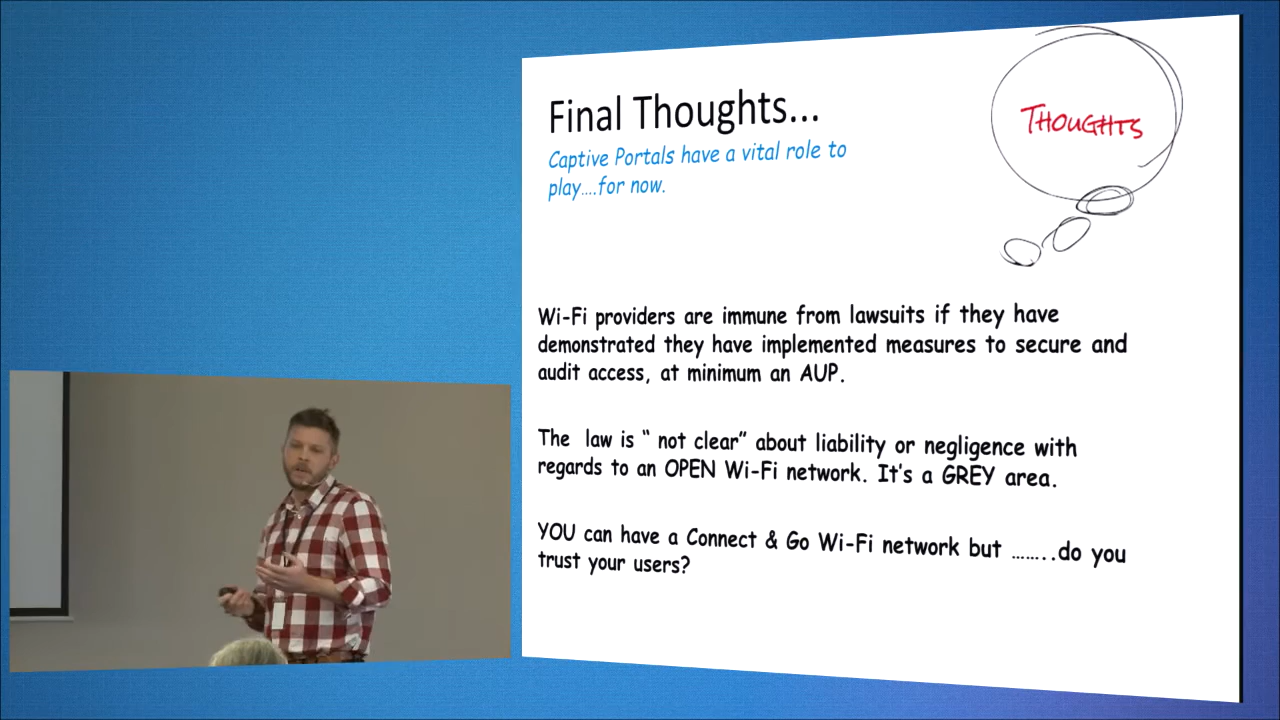 Final Thoughts...
Captive Portals have a vital role to
play....for now.
THOUGHTS
Wi-Fi providers are immune from lawsuits if they have
demonstrated they have implemented measures to secure and
audit access, at minimum an AUP.
The law is “ not clear” about liability or negligence with
regards to an OPEN Wi-Fi network. It’s a GREY area.
YOU can have a Connect & Go Wi-Fi network but ……..do you
trust your users?